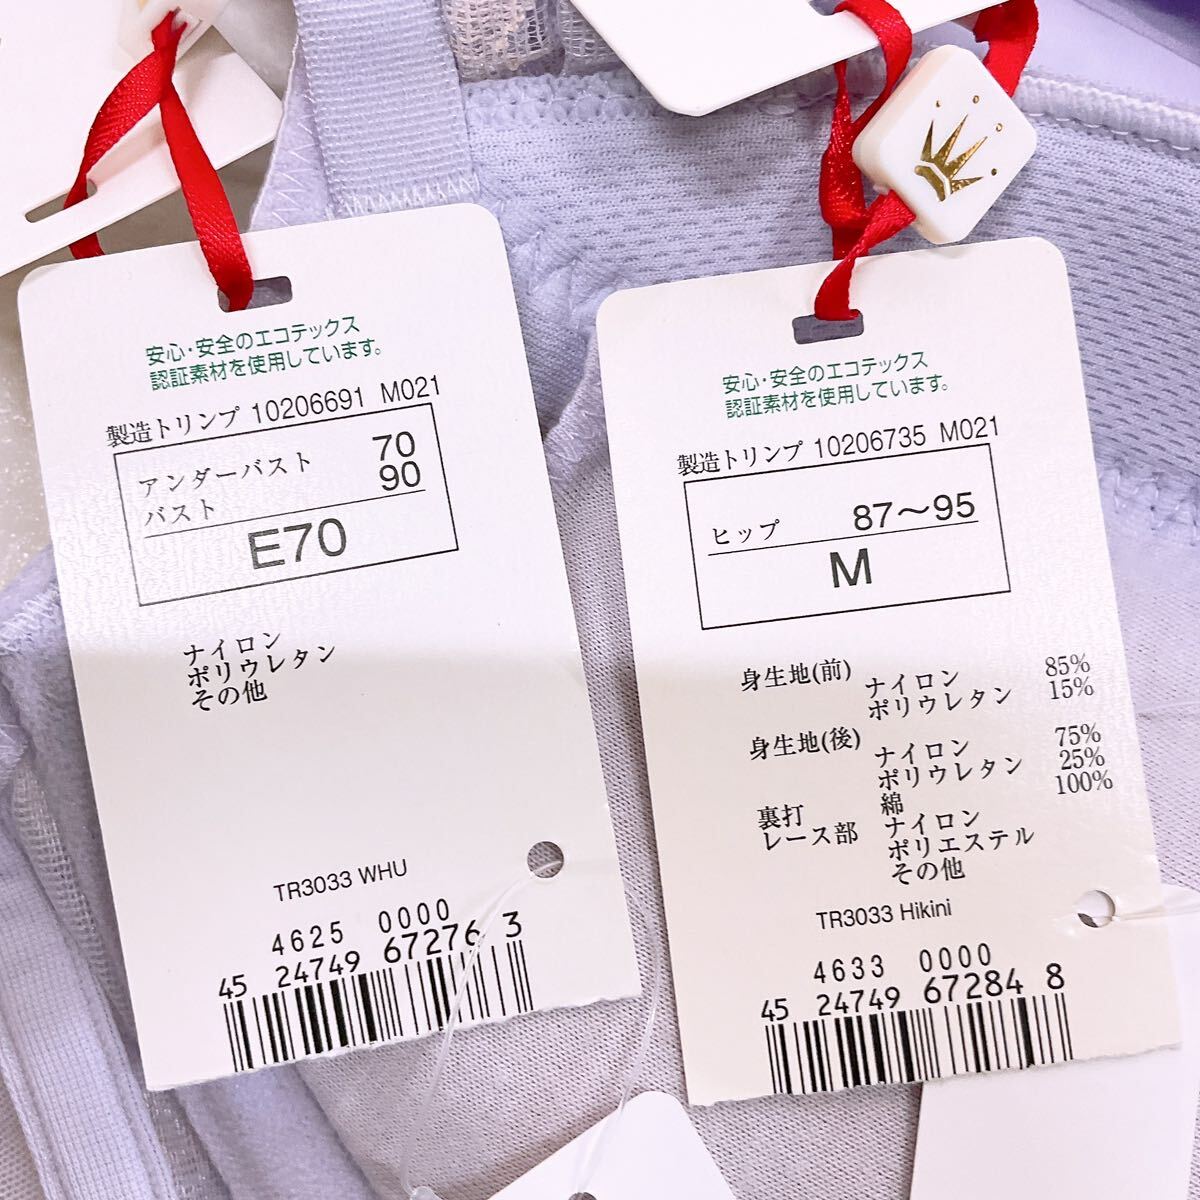 安心・安全のエコテックス
認証素材を使用しています。
製造トリンプ 10206691 M021
アンダーバスト 70
バスト 90
E70
ナイロン
ポリウレタン
その他
TR3033 WHU
4625 0000
45 24749 67276 3
安心・安全のエコテックス
認証素材を使用しています。
製造トリンプ 10206735 M021
ヒップ 87〜95
M
身生地(前) ナイロン 85%
ポリウレタン 15%
身生地(後) ナイロン 75%
ポリウレタン 25%
裏打 綿 100%
レース部 ナイロン
ポリエステル
その他
TR3033 Hikini
4633 0000
45 24749 67284 8